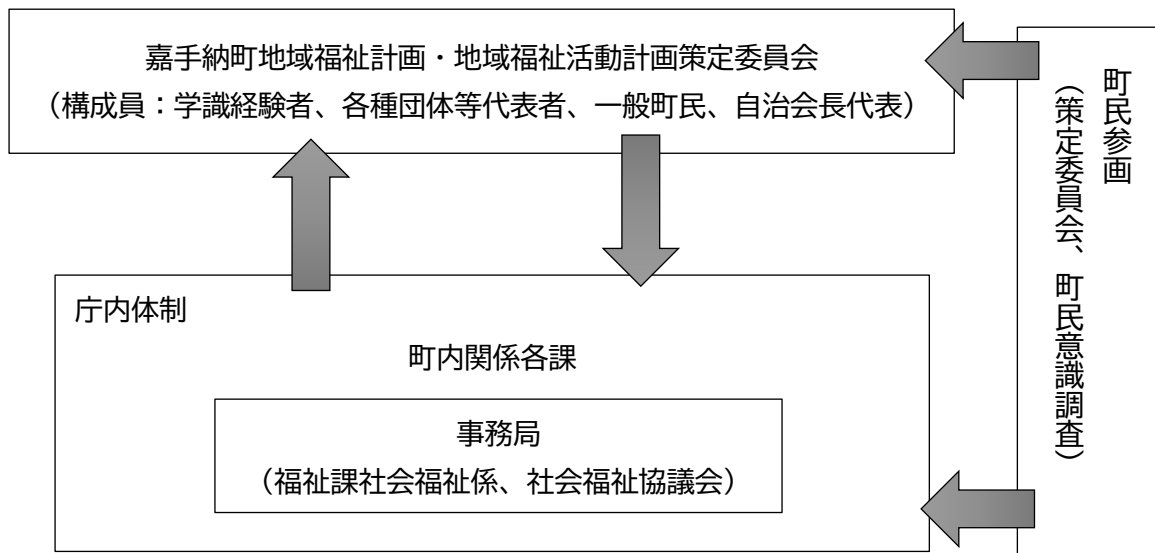 嘉手納町地域福祉計画・地域福祉活動計画策定委員会
（構成員：学識経験者、各種団体等代表者、一般町民、自治会長代表）
町民参画
（策定委員会、町民意識調査）
庁内体制
町内関係各課
事務局
（福祉課社会福祉係、社会福祉協議会）